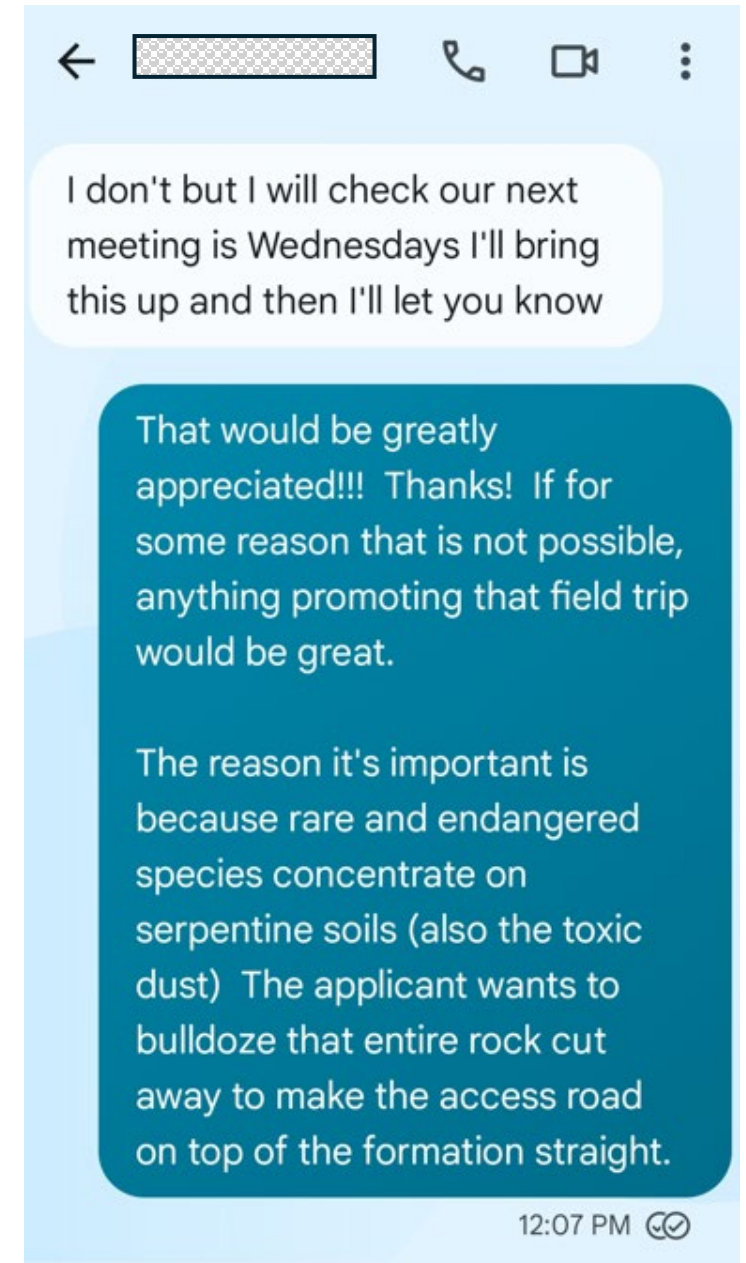 I don't but I will check our next
meeting is Wednesdays I'll bring
this up and then I'll let you know
That would be greatly
appreciated!!!  Thanks!  If for
some reason that is not possible,
anything promoting that field trip
would be great.
The reason it's important is
because rare and endangered
species concentrate on
serpentine soils (also the toxic
dust)  The applicant wants to
bulldoze that entire rock cut
away to make the access road
on top of the formation straight.
12:07 PM